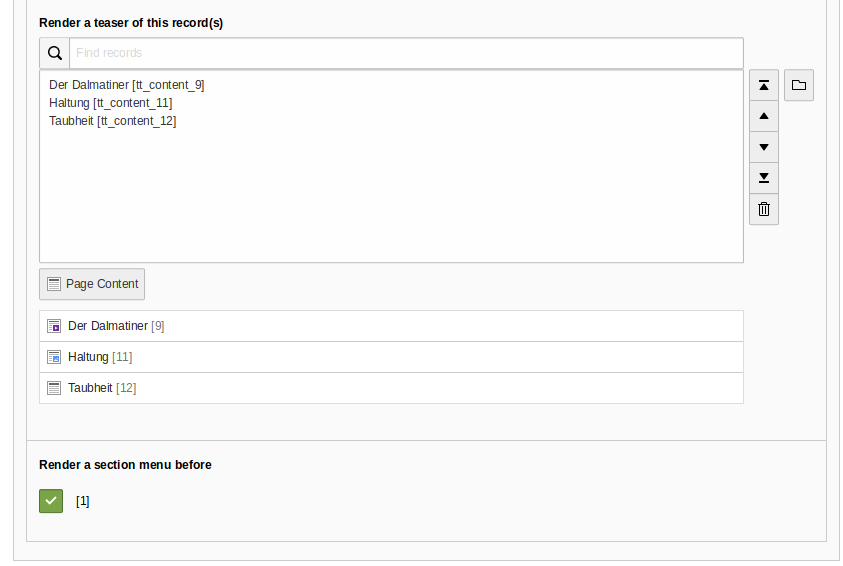 Render a teaser of this record(s)
Find records
Der Dalmatiner [tt_content_9]
Haltung [tt_content_11]
Taubheit [tt_content_12]
Page Content
Der Dalmatiner [9]
Haltung [11]
Taubheit [12]
Render a section menu before
[1]